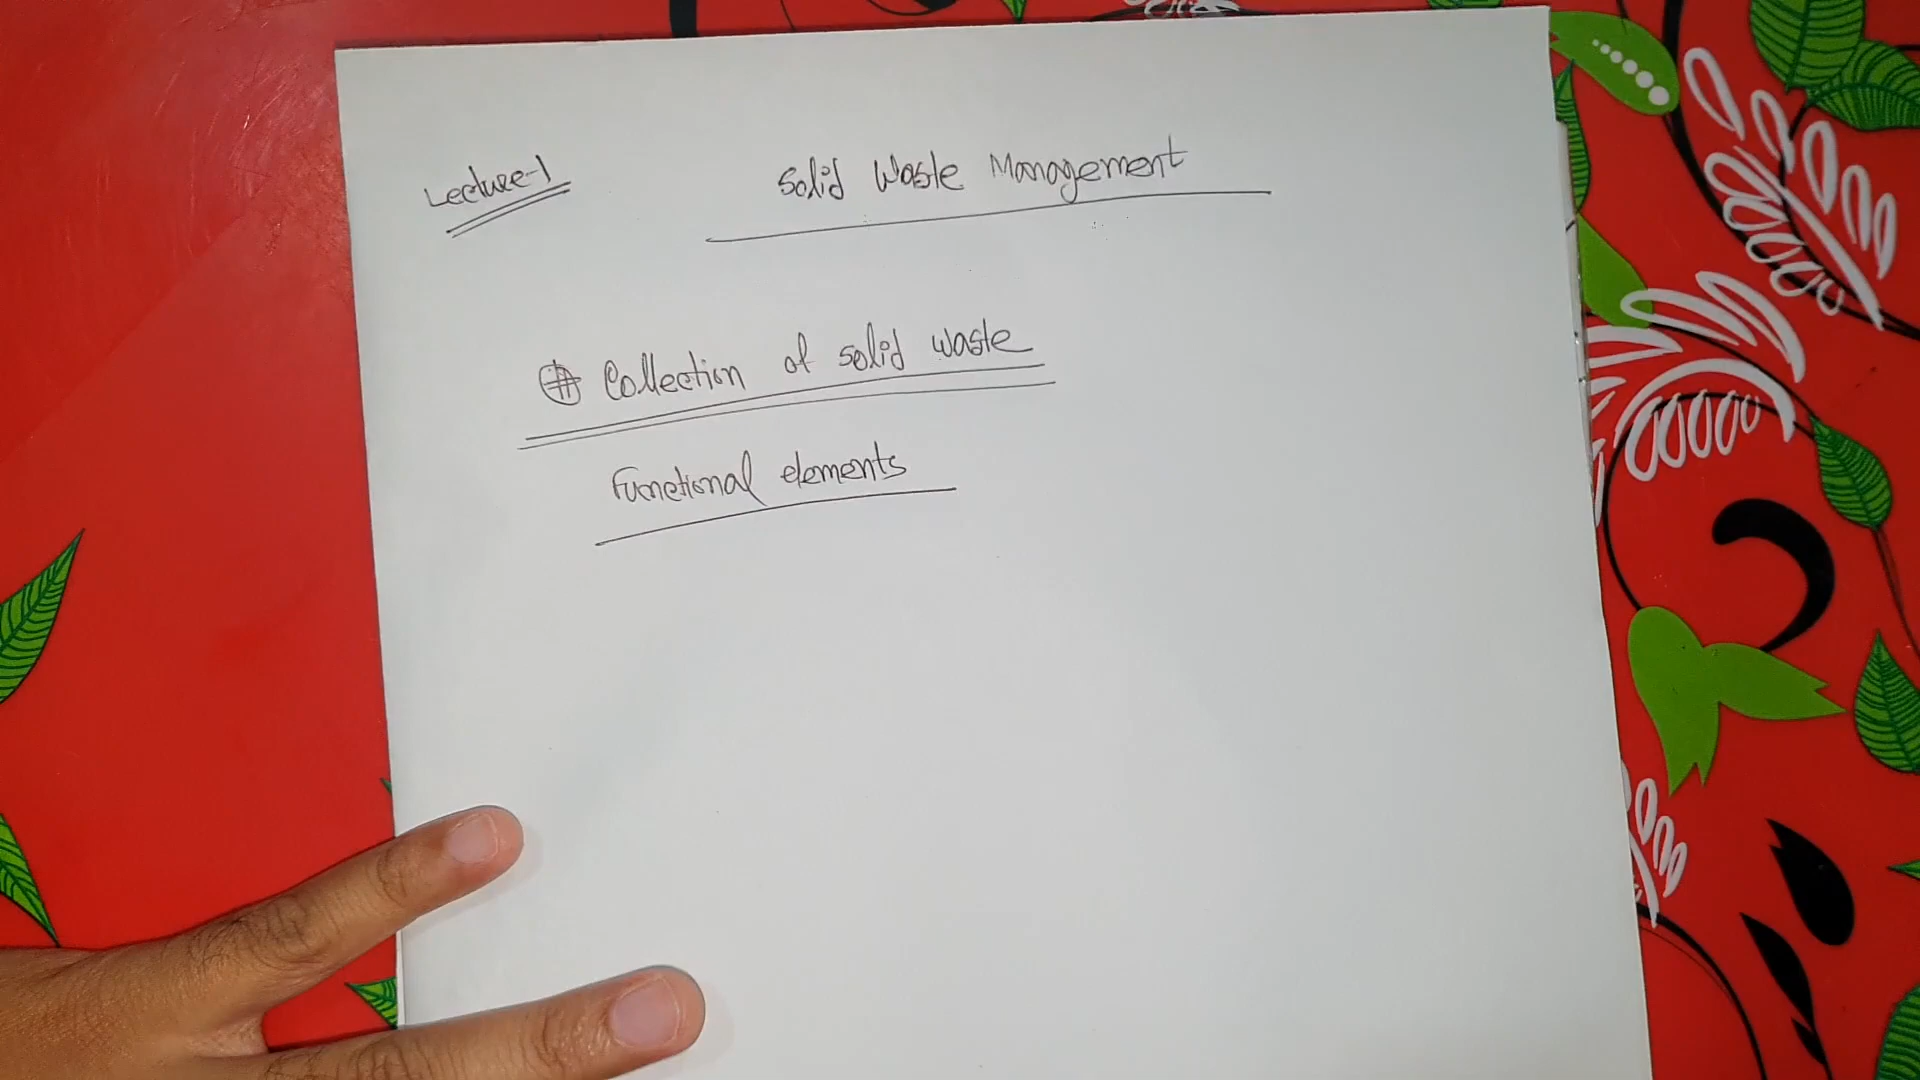 Lecture-1
Solid Waste Management
# Collection of solid waste
Functional elements